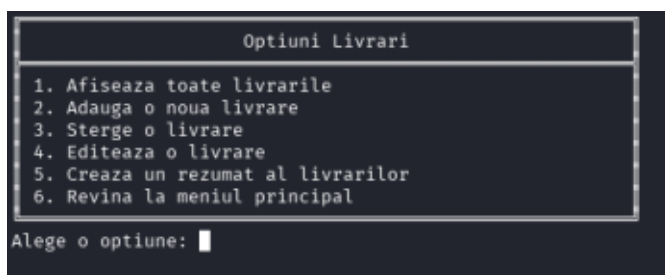 Optiuni Livrari
1. Afiseaza toate livrarile
2. Adauga o noua livrare
3. Sterge o livrare
4. Editeaza o livrare
5. Creaza un rezumat al livrarilor
6. Revina la meniul principal
Alege o optiune: